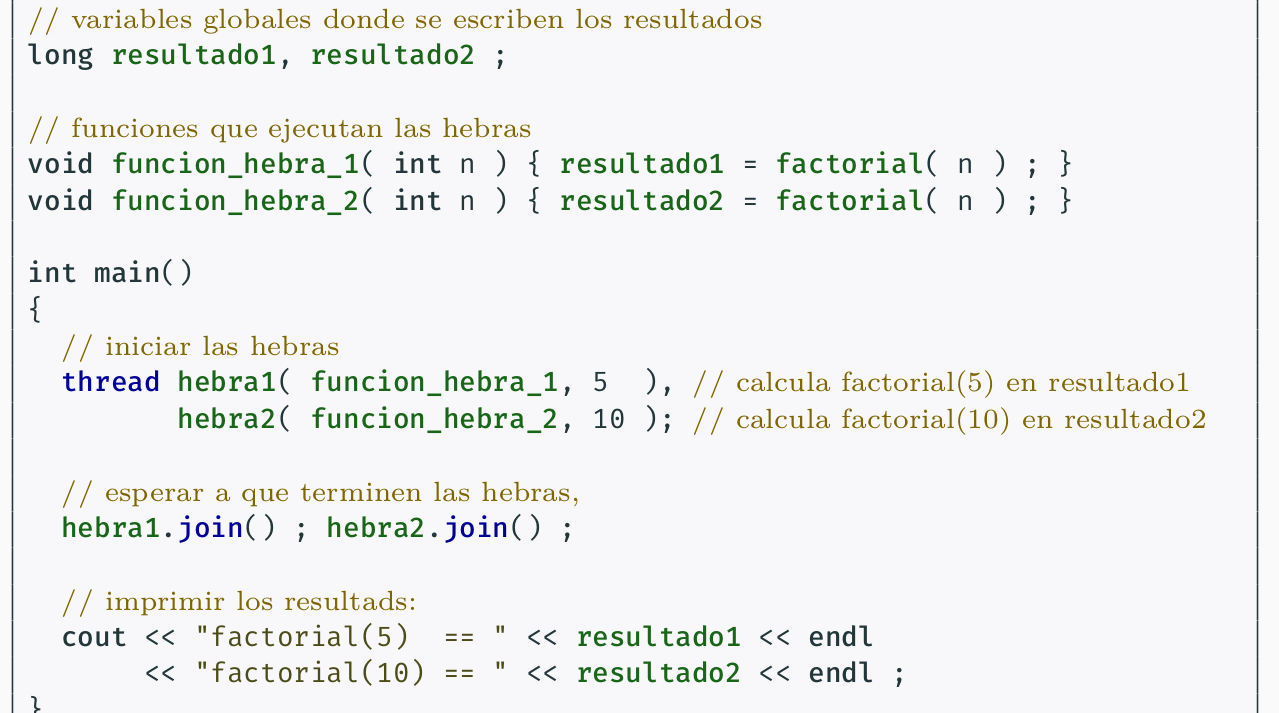 // variables globales donde se escriben los resultados
long resultado1, resultado2 ;
// funciones que ejecutan las hebras
void funcion_hebra_1( int n ) { resultado1 = factorial( n ) ; }
void funcion_hebra_2( int n ) { resultado2 = factorial( n ) ; }
int main()
{
// iniciar las hebras
thread hebra1( funcion_hebra_1, 5  ), // calcula factorial(5) en resultado1
hebra2( funcion_hebra_2, 10 ); // calcula factorial(10) en resultado2
// esperar a que terminen las hebras,
hebra1.join() ; hebra2.join() ;
// imprimir los resultads:
cout << "factorial(5)  == " << resultado1 << endl
<< "factorial(10) == " << resultado2 << endl ;
}